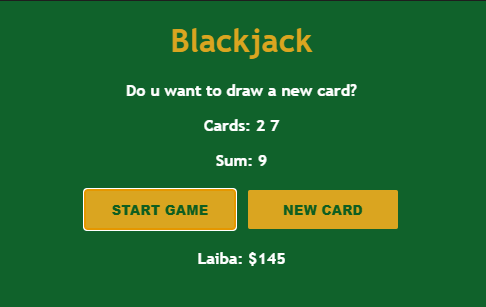 Blackjack
Do u want to draw a new card?
Cards: 2 7
Sum: 9
START GAME NEW CARD
Laiba: $145